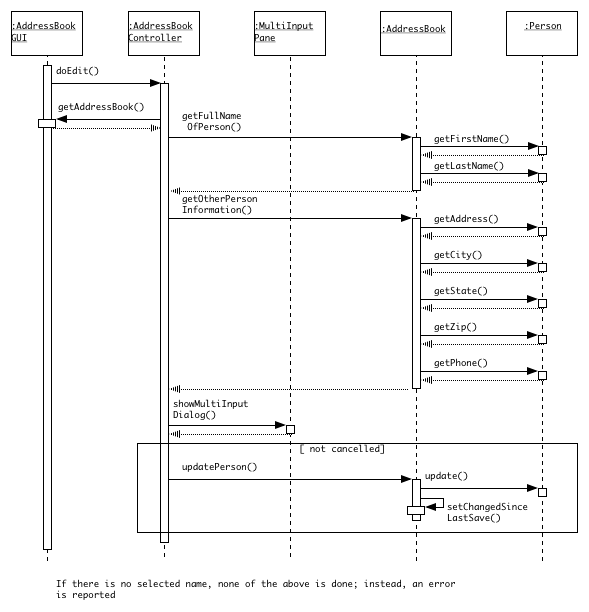 :AddressBook
GUI
:AddressBook
Controller
:MultiInput
Pane
:AddressBook
:Person
doEdit()
getAddressBook()
getFullName
OfPerson()
getFirstName()
getLastName()
getOtherPerson
Information()
getAddress()
getCity()
getState()
getZip()
getPhone()
showMultiInput
Dialog()
[ not cancelled]
updatePerson()
update()
setChangedSince
LastSave()
If there is no selected name, none of the above is done; instead, an error
is reported